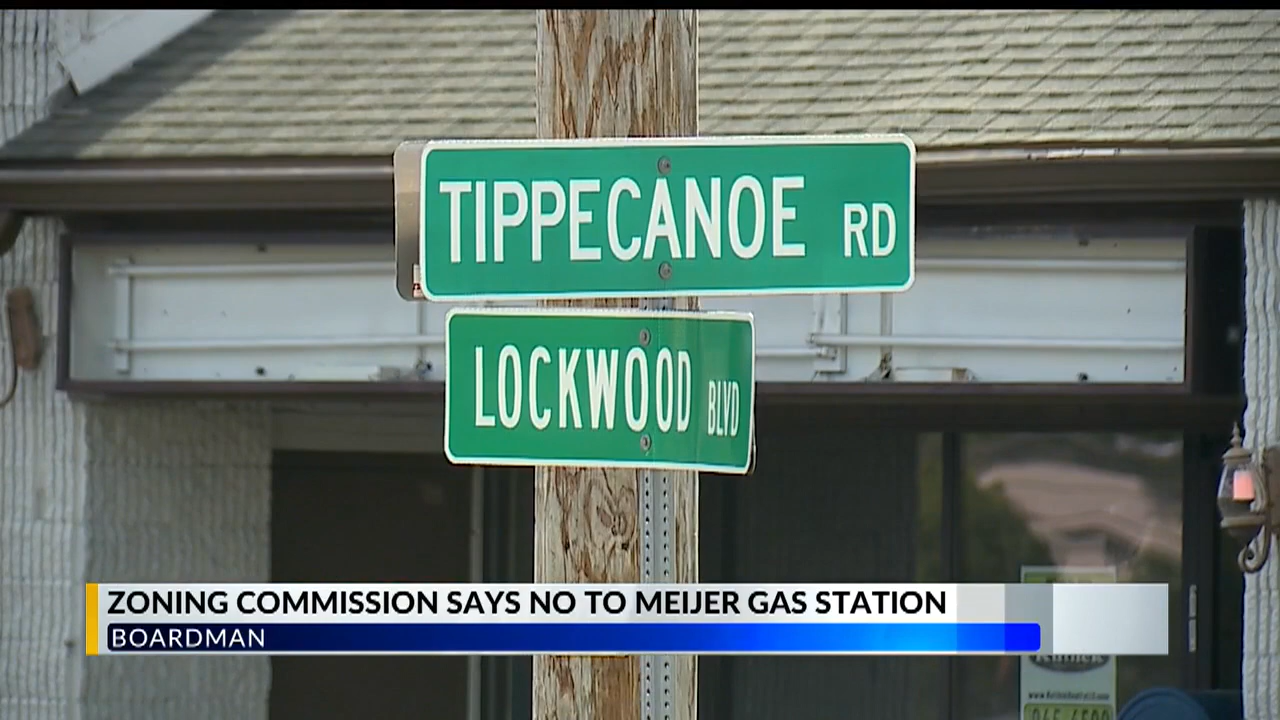 TIPPECANOE RD
LOCKWOOD BLVD
ZONING COMMISSION SAYS NO TO MEIJER GAS STATION
BOARDMAN